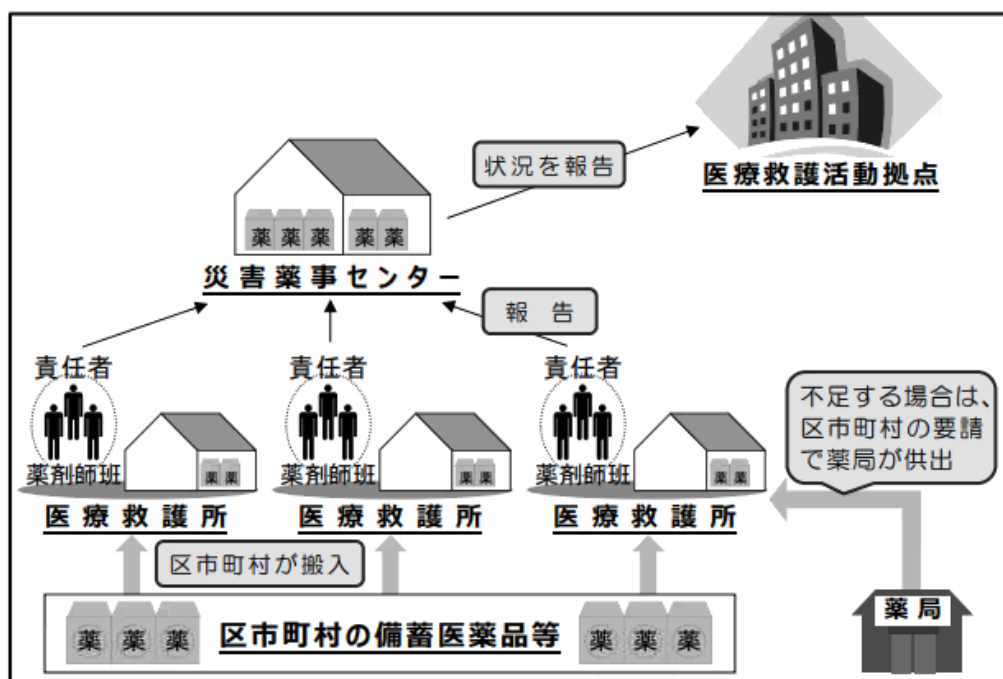 状況を報告
医療救護活動拠点
薬 薬 薬 薬 薬
災害薬事センター
報 告
責任者
責任者
責任者
不足する場合は、
区市町村の要請
で薬局が供出
薬剤師班
薬 薬
薬剤師班
薬 薬
薬剤師班
薬 薬
医療救護所
医療救護所
医療救護所
区市町村が搬入
薬 薬 薬
区市町村の備蓄医薬品等
薬 薬 薬
薬局